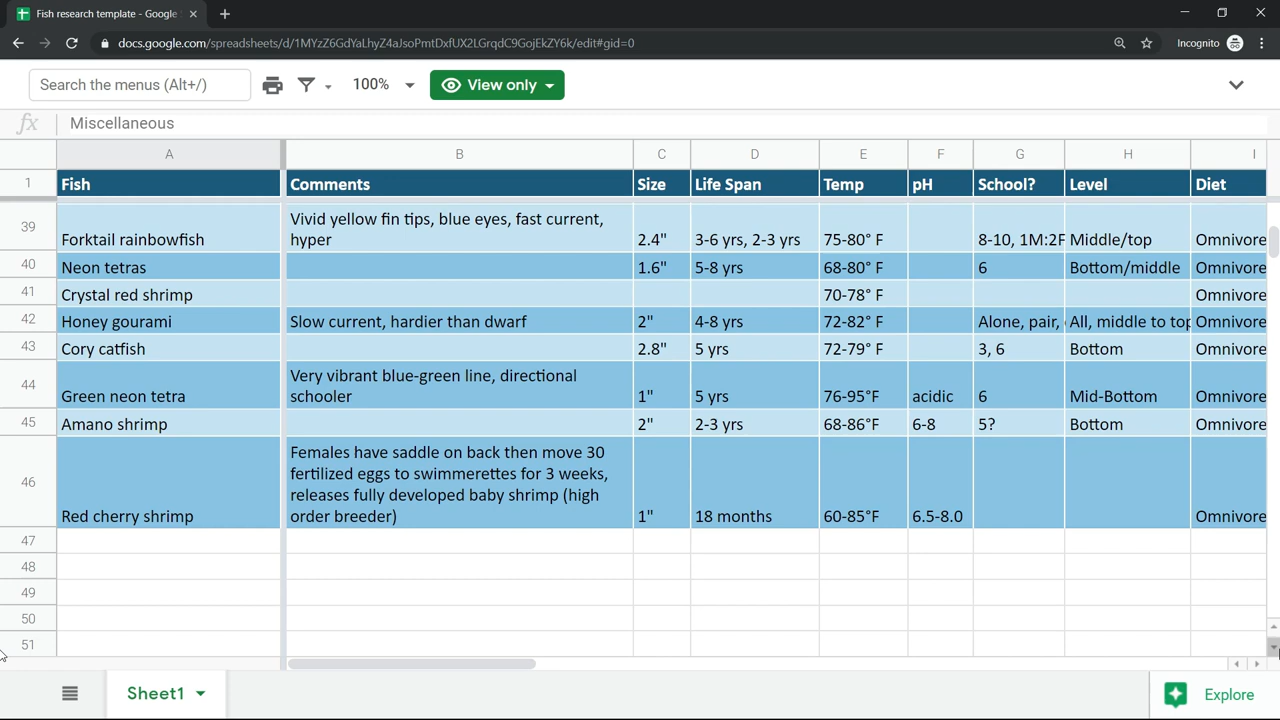 Fish research template - Google S
docs.google.com/spreadsheets/d/1MYzZ6GdYaLhyZ4aJsoPmtDxfUX2LGrqdC9GojEkZY6k/edit#gid=0
Incognito
Search the menus (Alt+/)
100%
View only
fx Miscellaneous
A B C D E F G H I
1 Fish Comments Size Life Span Temp pH School? Level Diet
39 Forktail rainbowfish Vivid yellow fin tips, blue eyes, fast current,
hyper 2.4" 3-6 yrs, 2-3 yrs 75-80° F 8-10, 1M:2F Middle/top Omnivore
40 Neon tetras 1.6" 5-8 yrs 68-80° F 6 Bottom/middle Omnivore
41 Crystal red shrimp 70-78° F Omnivore
42 Honey gourami Slow current, hardier than dwarf 2" 4-8 yrs 72-82° F Alone, pair, All, middle to top Omnivore
43 Cory catfish 2.8" 5 yrs 72-79° F 3, 6 Bottom Omnivore
44 Green neon tetra Very vibrant blue-green line, directional
schooler 1" 5 yrs 76-95°F acidic 6 Mid-Bottom Omnivore
45 Amano shrimp 2" 2-3 yrs 68-86°F 6-8 5? Bottom Omnivore
46 Red cherry shrimp Females have saddle on back then move 30
fertilized eggs to swimmerettes for 3 weeks,
releases fully developed baby shrimp (high
order breeder) 1" 18 months 60-85°F 6.5-8.0 Omnivore
47
48
49
50
51
Sheet1
Explore